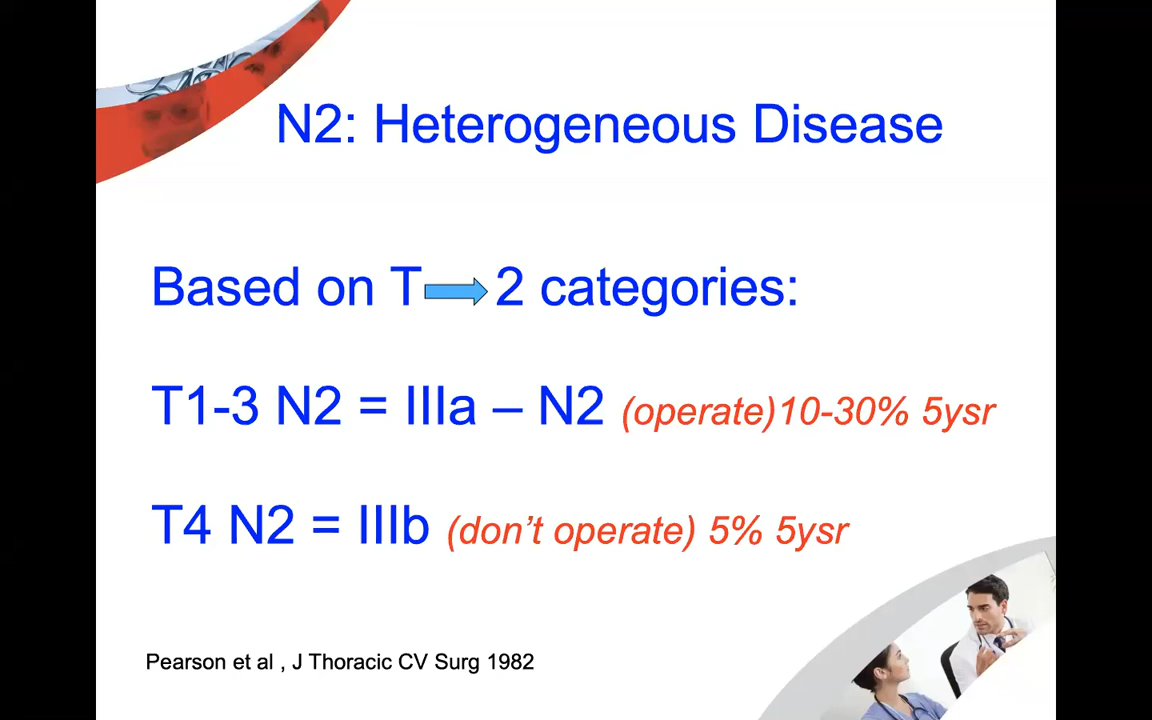 N2: Heterogeneous Disease
Based on T 2 categories:
T1-3 N2 = IIIa – N2 (operate)10-30% 5ysr
T4 N2 = IIIb (don’t operate) 5% 5ysr
Pearson et al , J Thoracic CV Surg 1982